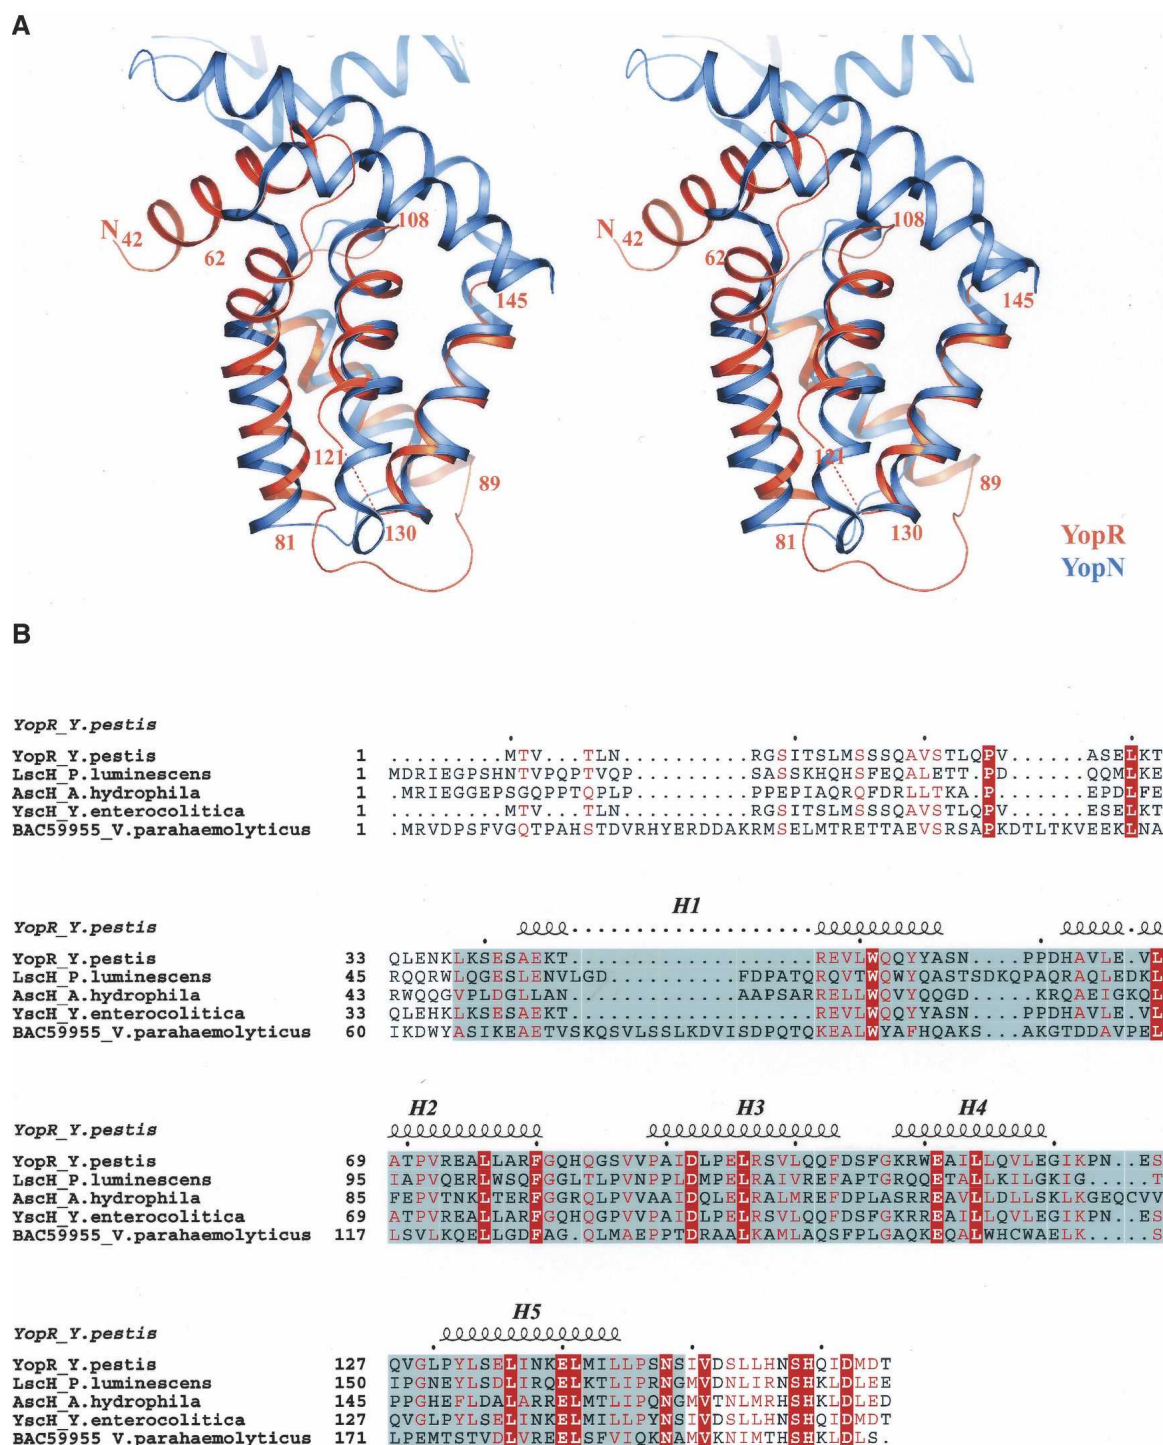 A
N 42
62
108
145
121
81
130
89
N 42
62
108
145
121
81
130
89
YopR
YopN
B
YopR_Y.pestis
YopR_Y.pestis 1 .........MTV...TLN..........RGSITSLMSSSQAVSTLQPV......ASELKT
LscH_P.luminescens 1 MDRIEGPSHNTVPQPTVQP.........SASSKHQHSFEQALETT.PD......QQMLKE
AscH_A.hydrophila 1 .MRIEGGEPSGQPPTQPLP.........PPEPIAQRQFDRLLTKA.P.......EPDLFE
YscH_Y.enterocolitica 1 .........MTV...TLN..........RGSITSLMSSSQAVSTLQPV......ESELKT
BAC59955_V.parahaemolyticus 1 .MRVDPSFVGQTPAHSTDVRHYERDDAKRMSELMTRETTAEVSRSAPKDTLTKVEEKLNA
H1
YopR_Y.pestis
YopR_Y.pestis 33 QLENKLKSESAEKT...................REVLWQQYYASN....PPDHAVLE.VL
LscH_P.luminescens 45 RQQRWLQGESLENVLGD..........FDPATQRQVTWQWYQASTSDKQPAQRAQLEDKL
AscH_A.hydrophila 43 RWQQGVPLDGLLAN.............AAPSARRELLWQVYQQGD.....KRQAEIGKQL
YscH_Y.enterocolitica 33 QLEHKLKSESAEKT...................REVLWQQYYASN....PPDHAVLE.VL
BAC59955_V.parahaemolyticus 60 IKDWYASIKEAETVSKQSVLSSLKDVISDPQTQKEALWYAFHQAKS...AKGTDDAVPEL
H2 H3 H4
YopR_Y.pestis
YopR_Y.pestis 69 ATPVREALLARFGQHQGSVVPAIDLPELRSVLQQFDSFGKRWEAILLQVLEGIKPN..ES
LscH_P.luminescens 95 IAPVQERLWSQFGGLTLPVNPPLDMPELRAIVREFAPTGRQQETALLKILGKIG.....T
AscH_A.hydrophila 85 FEPVTNKLTERFGGRQLPVVAAIDQLELRALMREFDPLASRREAVLLDLLSKLKGEQCVV
YscH_Y.enterocolitica 69 ATPVREALLARFGQHQGPVVPAIDLPELRSVLQQFDSFGKRREAILLQVLEGIKPN..ES
BAC59955_V.parahaemolyticus 117 LSVLKQELLGDFAG.QLMAEPPTDRAALKAMLAQSFPLGAQKEQALWHCWAELK.....S
H5
YopR_Y.pestis
YopR_Y.pestis 127 QVGLPYLSELINKELMILLPSNSIVDSLLHNSHQIDMDT
LscH_P.luminescens 150 IPGNEYLSDLIRQELKTLIPRNGMVDNLIRNSHKLDLEE
AscH_A.hydrophila 145 PPGHEFLDALARRELMTLIPQNGMVTNLMRHSHKLDLED
YscH_Y.enterocolitica 127 QVGLPYLSELINKELMILLPYNSIVDSLLHNSHQIDMDT
BAC59955_V.parahaemolyticus 171 LPEMTSTVDLVREELSFVIQKNAMVKNIMTHSHDLS.